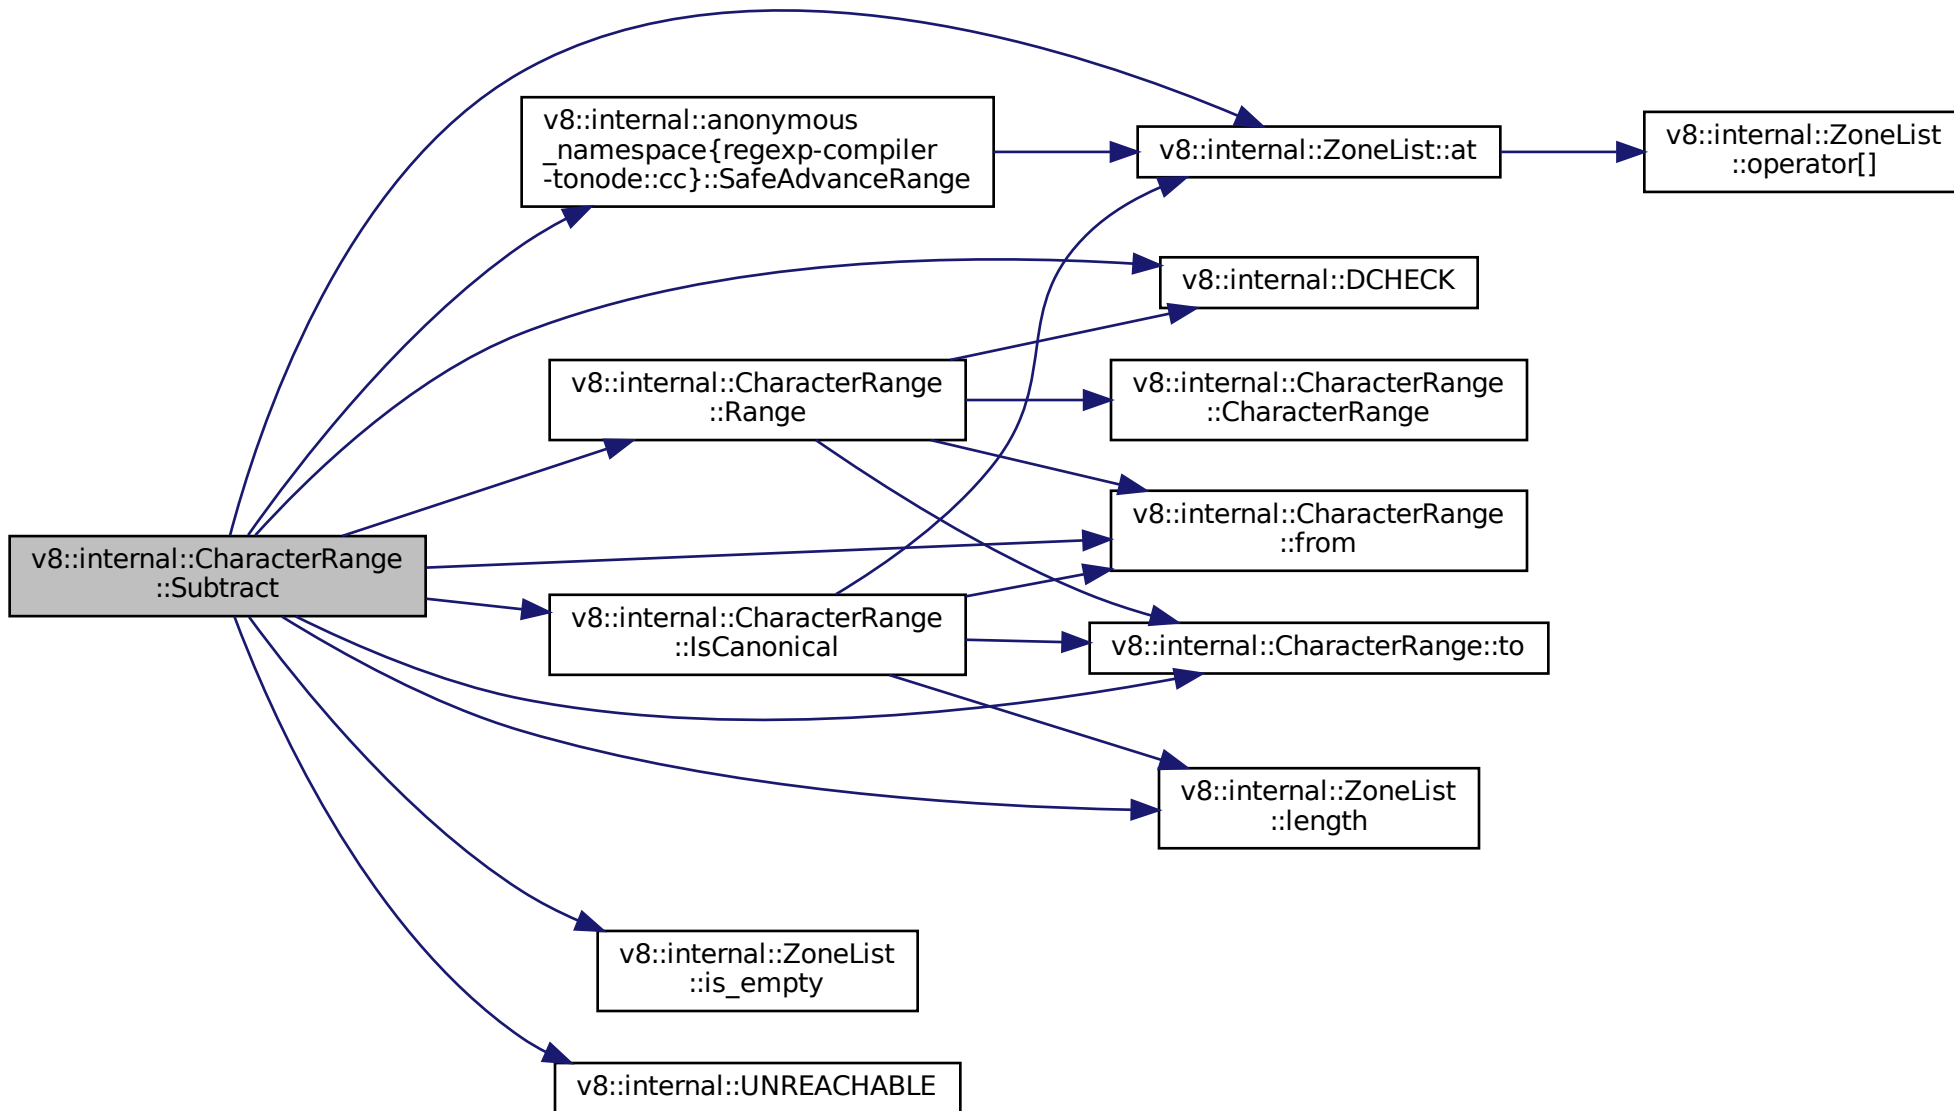 v8::internal::anonymous
_namespace{regexp-compiler
-tonode::cc}::SafeAdvanceRange
v8::internal::ZoneList::at
v8::internal::ZoneList
::operator[]
v8::internal::DCHECK
v8::internal::CharacterRange
::Range
v8::internal::CharacterRange
::CharacterRange
v8::internal::CharacterRange
::from
v8::internal::CharacterRange
::Subtract
v8::internal::CharacterRange
::IsCanonical
v8::internal::CharacterRange::to
v8::internal::ZoneList
::length
v8::internal::ZoneList
::is_empty
v8::internal::UNREACHABLE